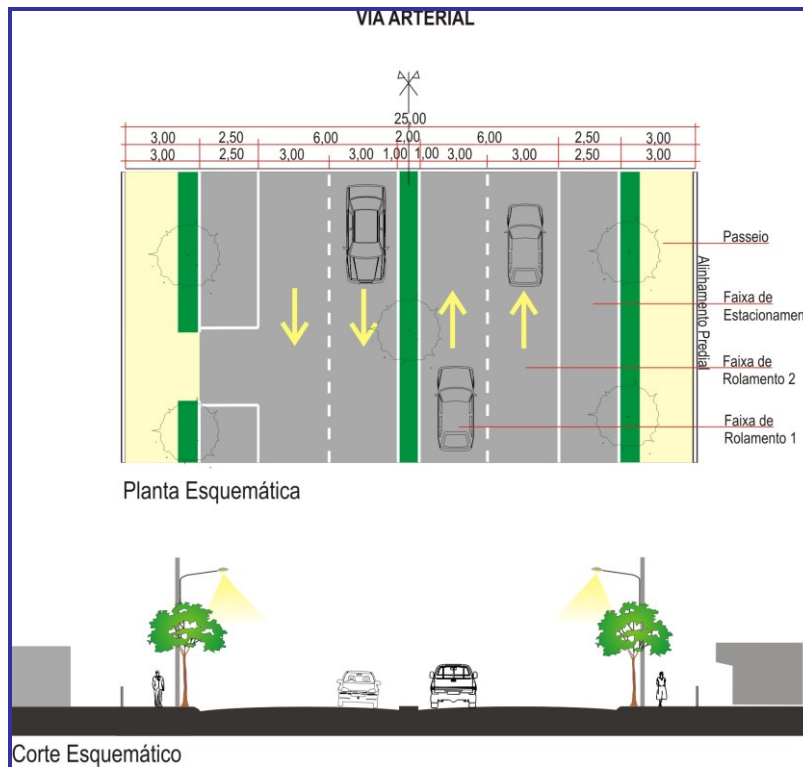 VIA ARTERIAL
25,00
3,00 2,50 6,00 2,00 6,00 2,50 3,00
3,00 2,50 3,00 3,00 1,00 1,00 3,00 3,00 2,50 3,00
Passeio
Alinhamento Predial
Faixa de
Estacionamen
Faixa de
Rolamento 2
Faixa de
Rolamento 1
Planta Esquemática
Corte Esquemático